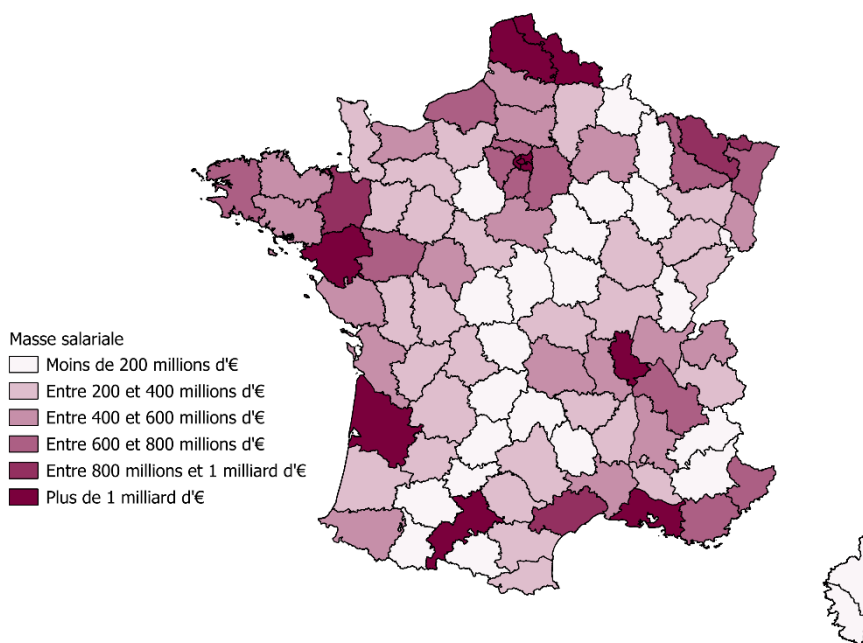 Masse salariale
Moins de 200 millions d'€
Entre 200 et 400 millions d'€
Entre 400 et 600 millions d'€
Entre 600 et 800 millions d'€
Entre 800 millions et 1 milliard d'€
Plus de 1 milliard d'€